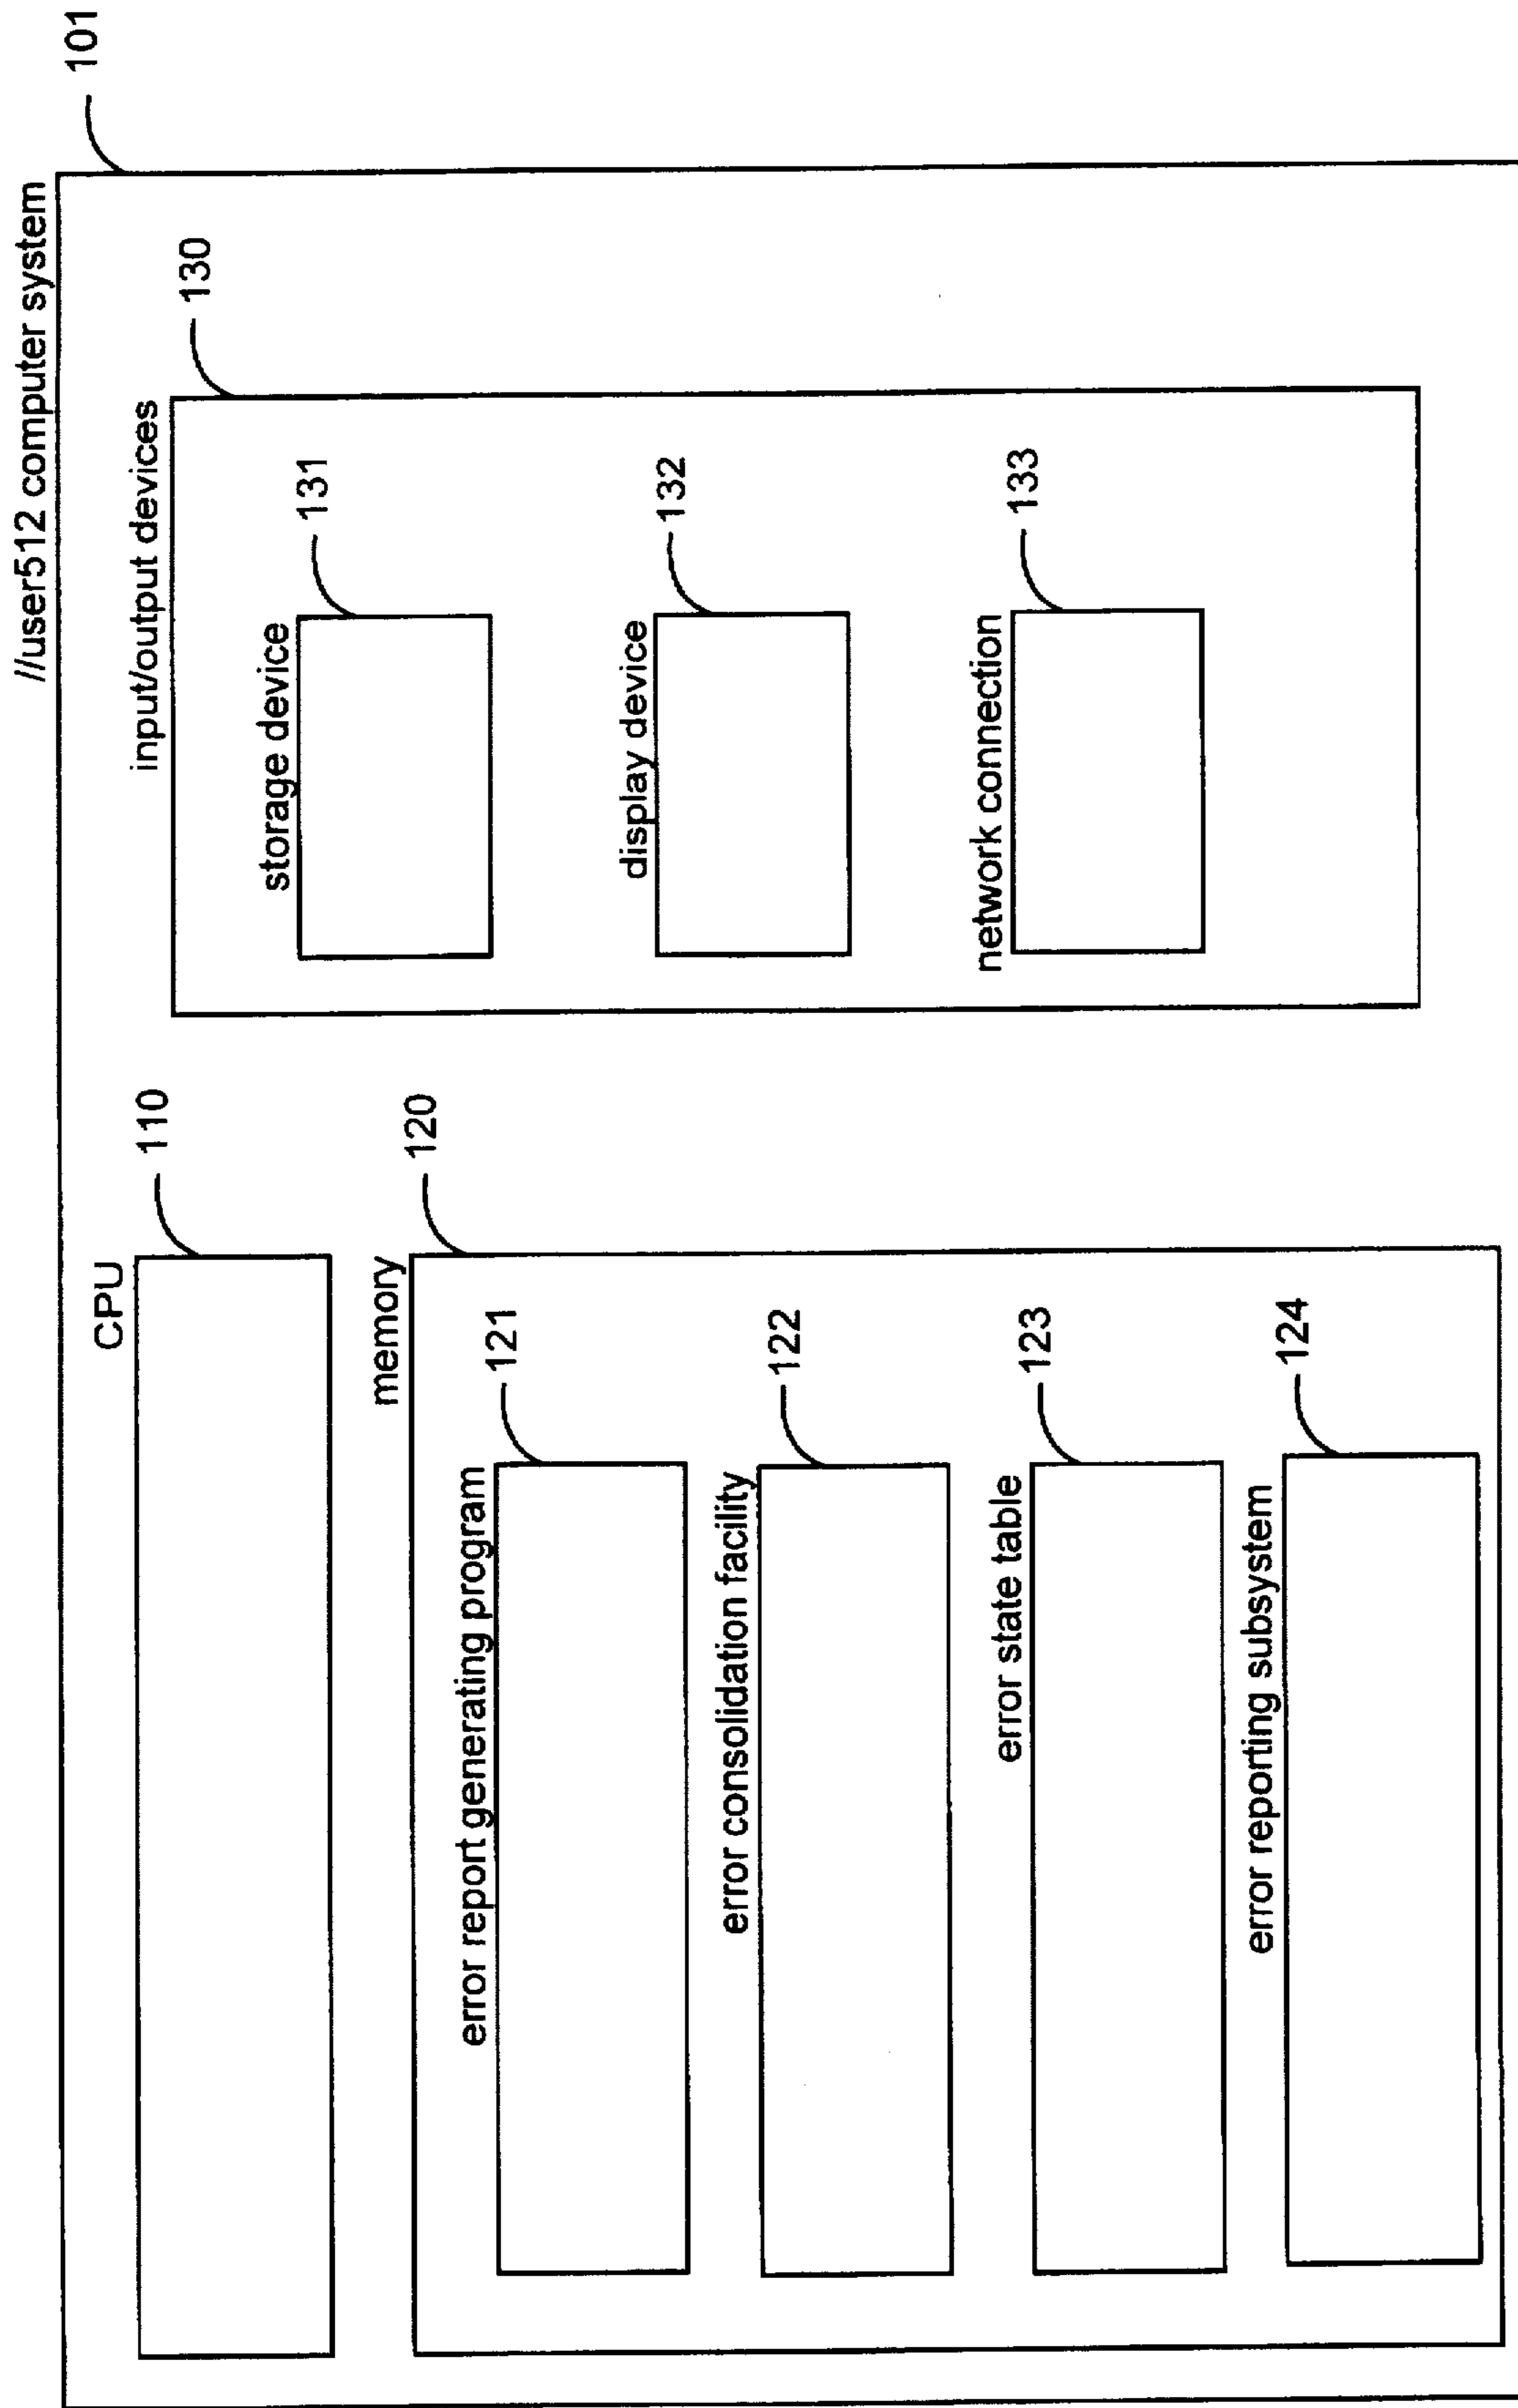 //user512 computer system
101
CPU
110
memory
120
error report generating program
121
error consolidation facility
122
error state table
123
error reporting subsystem
124
input/output devices
130
storage device
131
display device
132
network connection
133